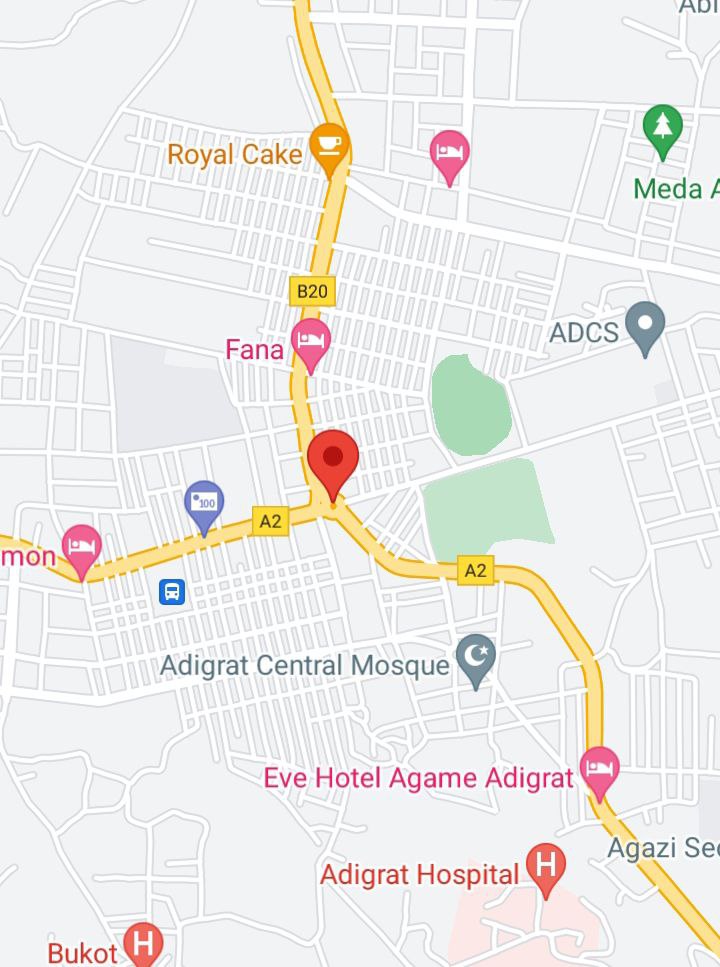 Abi
Royal Cake
Meda A
B20
Fana
ADCS
100
A2
mon
A2
Adigrat Central Mosque
Eve Hotel Agame Adigrat
Agazi Sec
Adigrat Hospital
H
Bukot
H